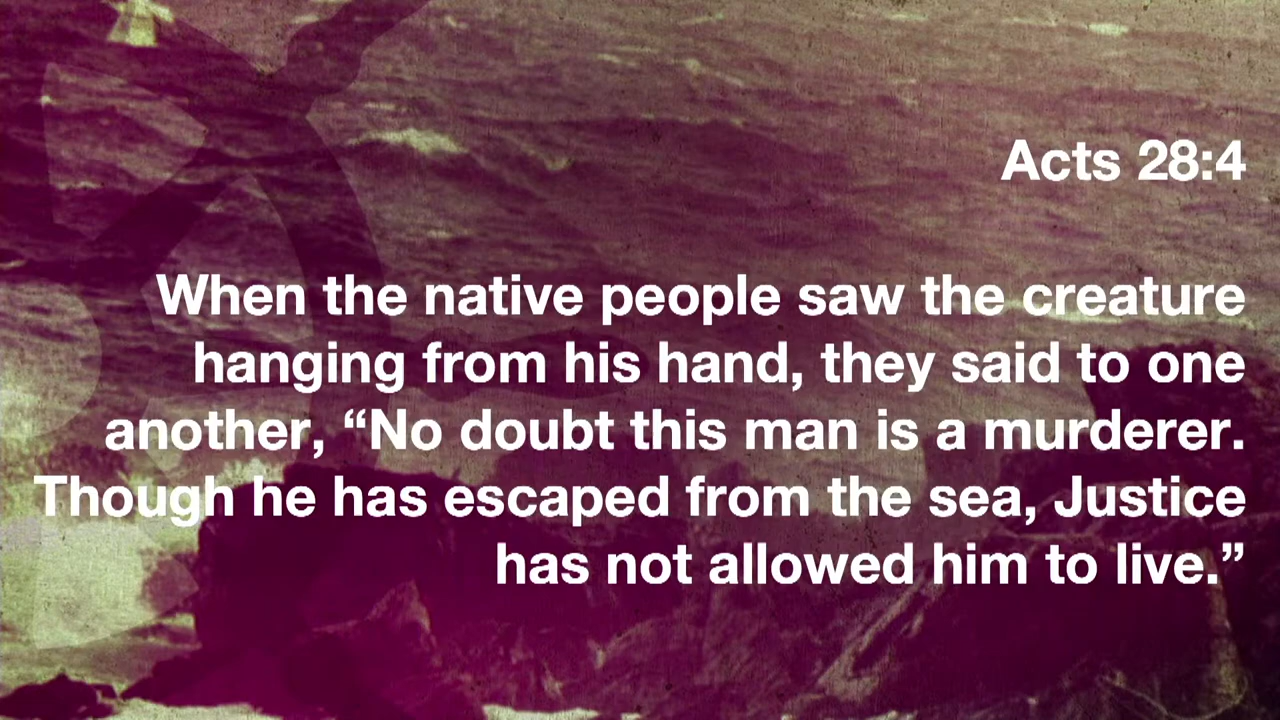 Acts 28:4
When the native people saw the creature
hanging from his hand, they said to one
another, “No doubt this man is a murderer.
Though he has escaped from the sea, Justice
has not allowed him to live.”